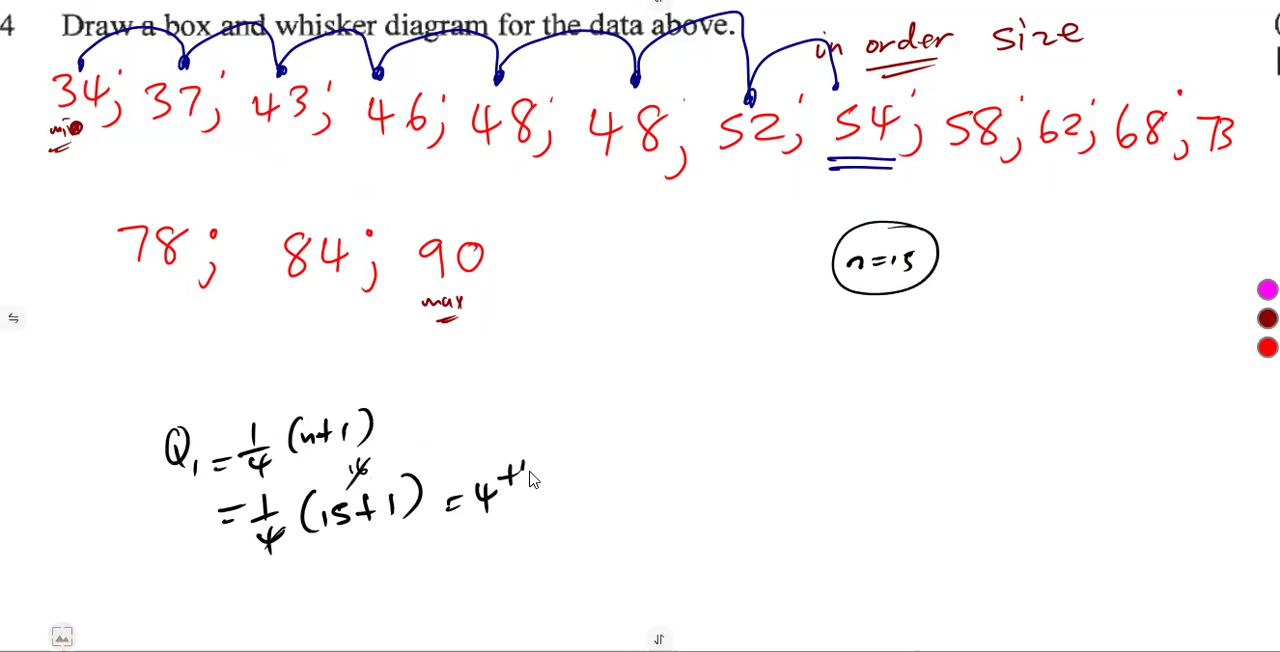 4 Draw a box and whisker diagram for the data above.
in order size
34; 37; 43; 46; 48; 48; 52; 54; 58; 62; 68; 73
min
78; 84; 90
max
n=15
Q₁ = 1/4 (n+1)
16
= 1/4 (15+1) = 4